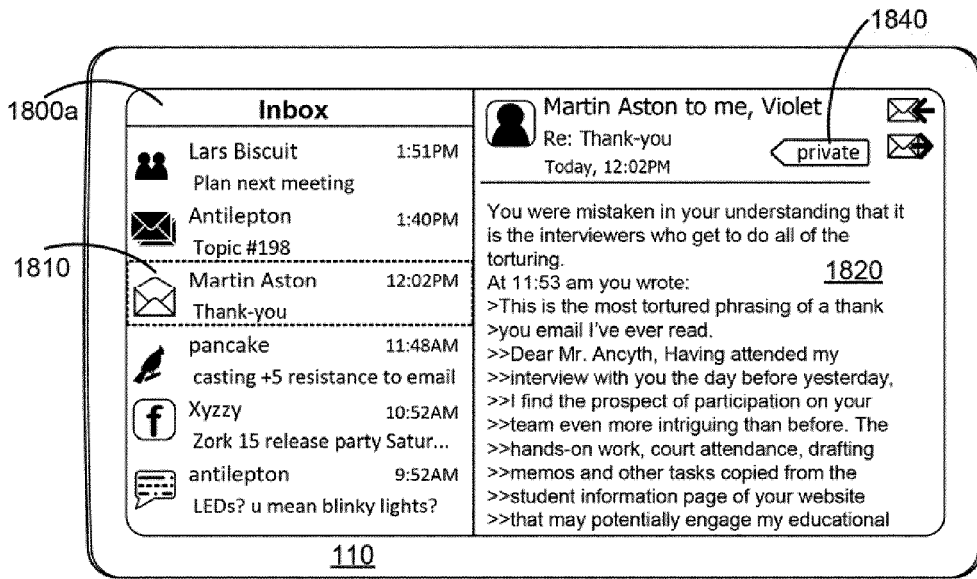 1840
1800a
Inbox
Lars Biscuit 1:51PM
Plan next meeting
Antilepton 1:40PM
Topic #198
1810
Martin Aston 12:02PM
Thank-you
pancake 11:48AM
casting +5 resistance to email
f
Xyzzy 10:52AM
Zork 15 release party Satur...
antilepton 9:52AM
LEDs? u mean blinky lights?
110
Martin Aston to me, Violet
Re: Thank-you
private
Today, 12:02PM
You were mistaken in your understanding that it
is the interviewers who get to do all of the
torturing.
1820
At 11:53 am you wrote:
>This is the most tortured phrasing of a thank
>you email I've ever read.
>>Dear Mr. Ancyth, Having attended my
>>interview with you the day before yesterday,
>>I find the prospect of participation on your
>>team even more intriguing than before. The
>>hands-on work, court attendance, drafting
>>memos and other tasks copied from the
>>student information page of your website
>>that may potentially engage my educational